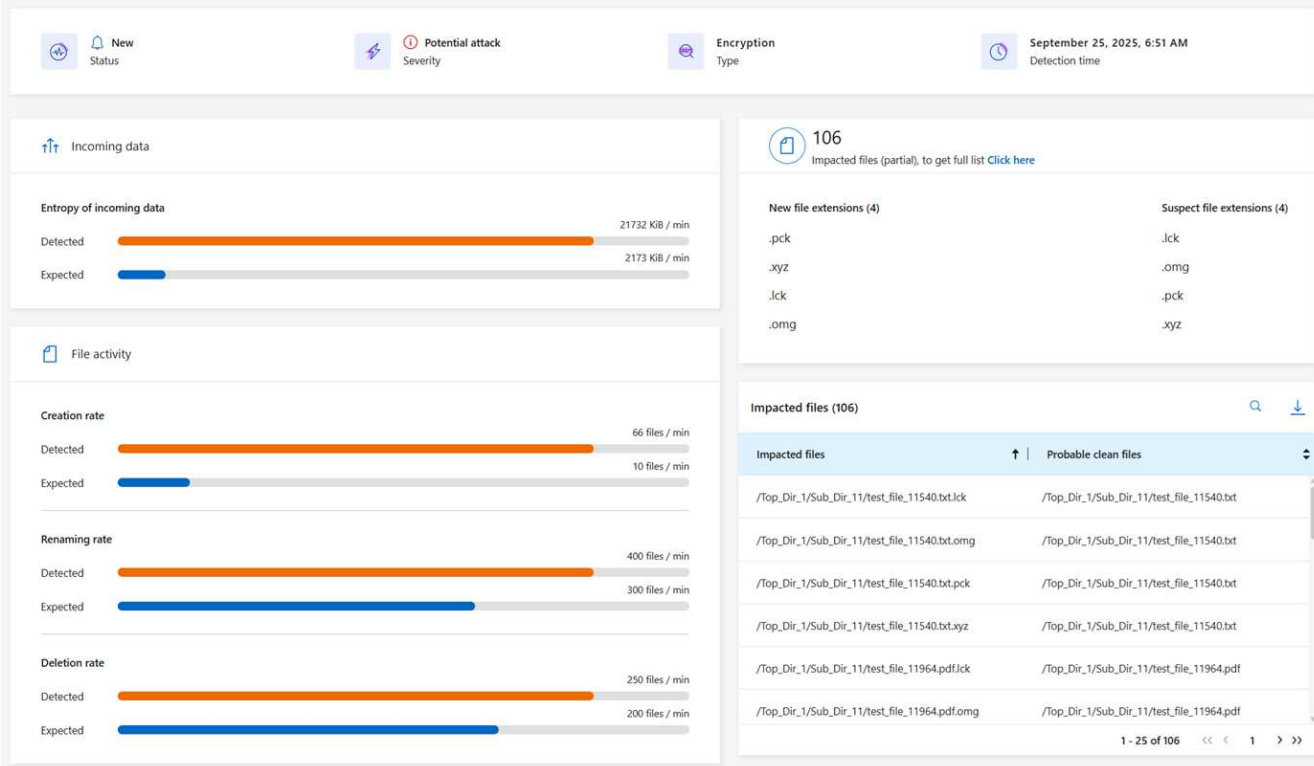 New
Status
Potential attack
Severity
Encryption
Type
September 25, 2025, 6:51 AM
Detection time
Incoming data
Entropy of incoming data
21732 KiB / min
Detected
2173 KiB / min
Expected
File activity
Creation rate
66 files / min
Detected
10 files / min
Expected
Renaming rate
400 files / min
Detected
300 files / min
Expected
Deletion rate
250 files / min
Detected
200 files / min
Expected
106
Impacted files (partial), to get full list Click here
New file extensions (4) Suspect file extensions (4)
.pck .lck
.xyz .omg
.lck .pck
.omg .xyz
Impacted files (106)
Impacted files Probable clean files
/Top_Dir_1/Sub_Dir_11/test_file_11540.txt.lck /Top_Dir_1/Sub_Dir_11/test_file_11540.txt
/Top_Dir_1/Sub_Dir_11/test_file_11540.txt.omg /Top_Dir_1/Sub_Dir_11/test_file_11540.txt
/Top_Dir_1/Sub_Dir_11/test_file_11540.txt.pck /Top_Dir_1/Sub_Dir_11/test_file_11540.txt
/Top_Dir_1/Sub_Dir_11/test_file_11540.txt.xyz /Top_Dir_1/Sub_Dir_11/test_file_11540.txt
/Top_Dir_1/Sub_Dir_11/test_file_11964.pdf.lck /Top_Dir_1/Sub_Dir_11/test_file_11964.pdf
/Top_Dir_1/Sub_Dir_11/test_file_11964.pdf.omg /Top_Dir_1/Sub_Dir_11/test_file_11964.pdf
1 - 25 of 106 << < 1 > >>